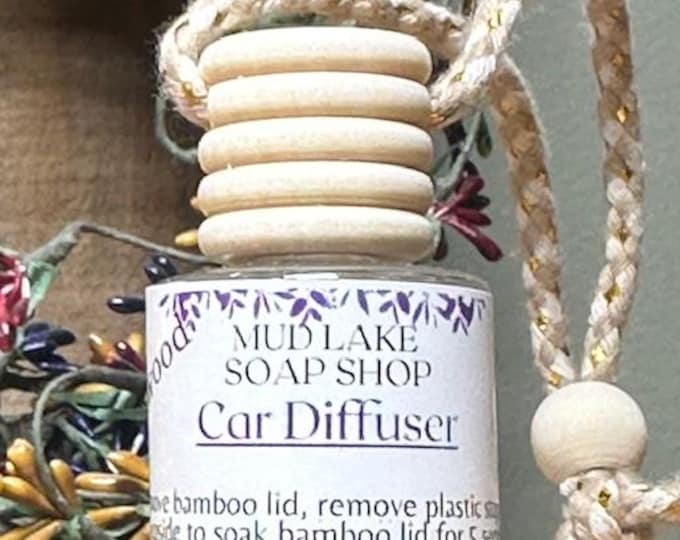 MUD LAKE
SOAP SHOP
Car Diffuser
bamboo lid, remove plastic
to soak bamboo lid for 5